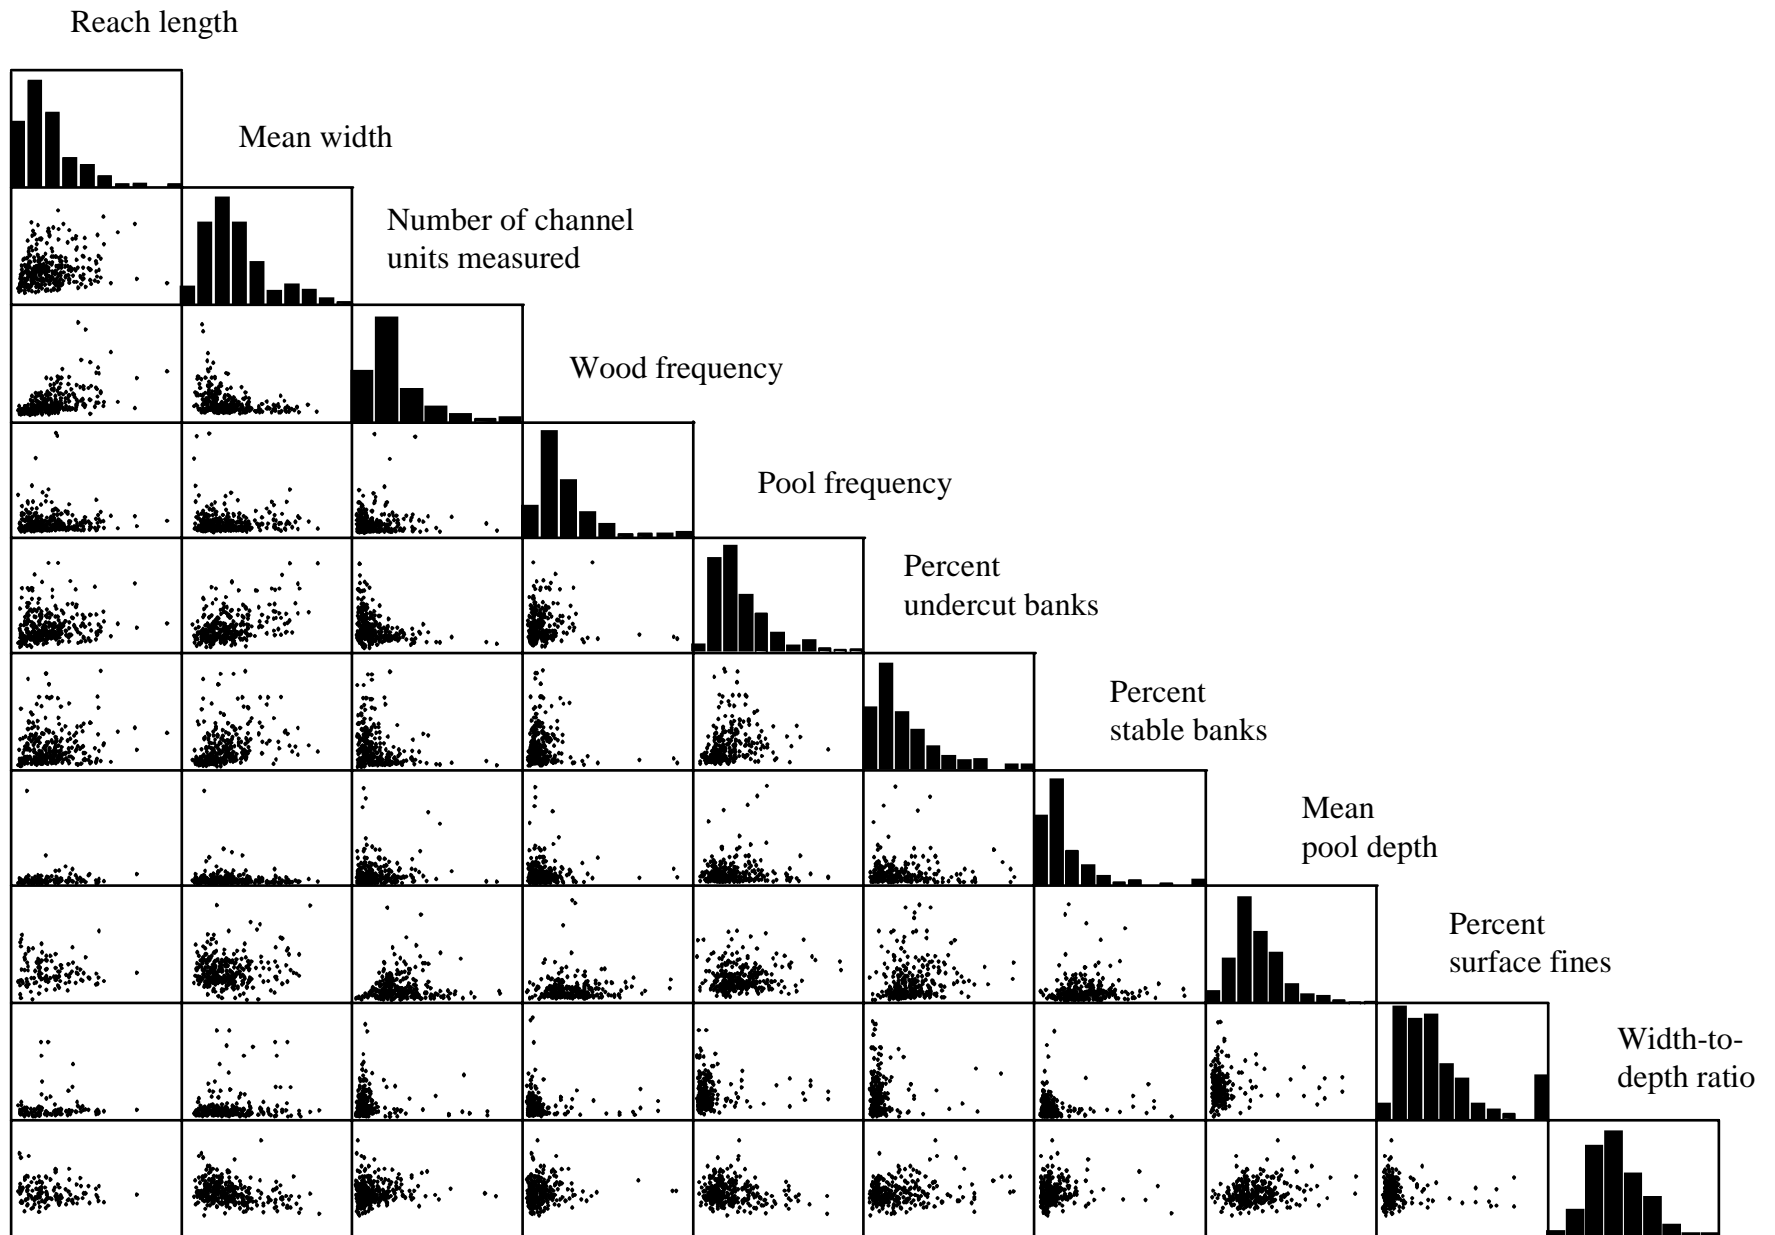 Reach length
Mean width
Number of channel
units measured
Wood frequency
Pool frequency
Percent
undercut banks
Percent
stable banks
Mean
pool depth
Percent
surface fines
Width-to-
depth ratio